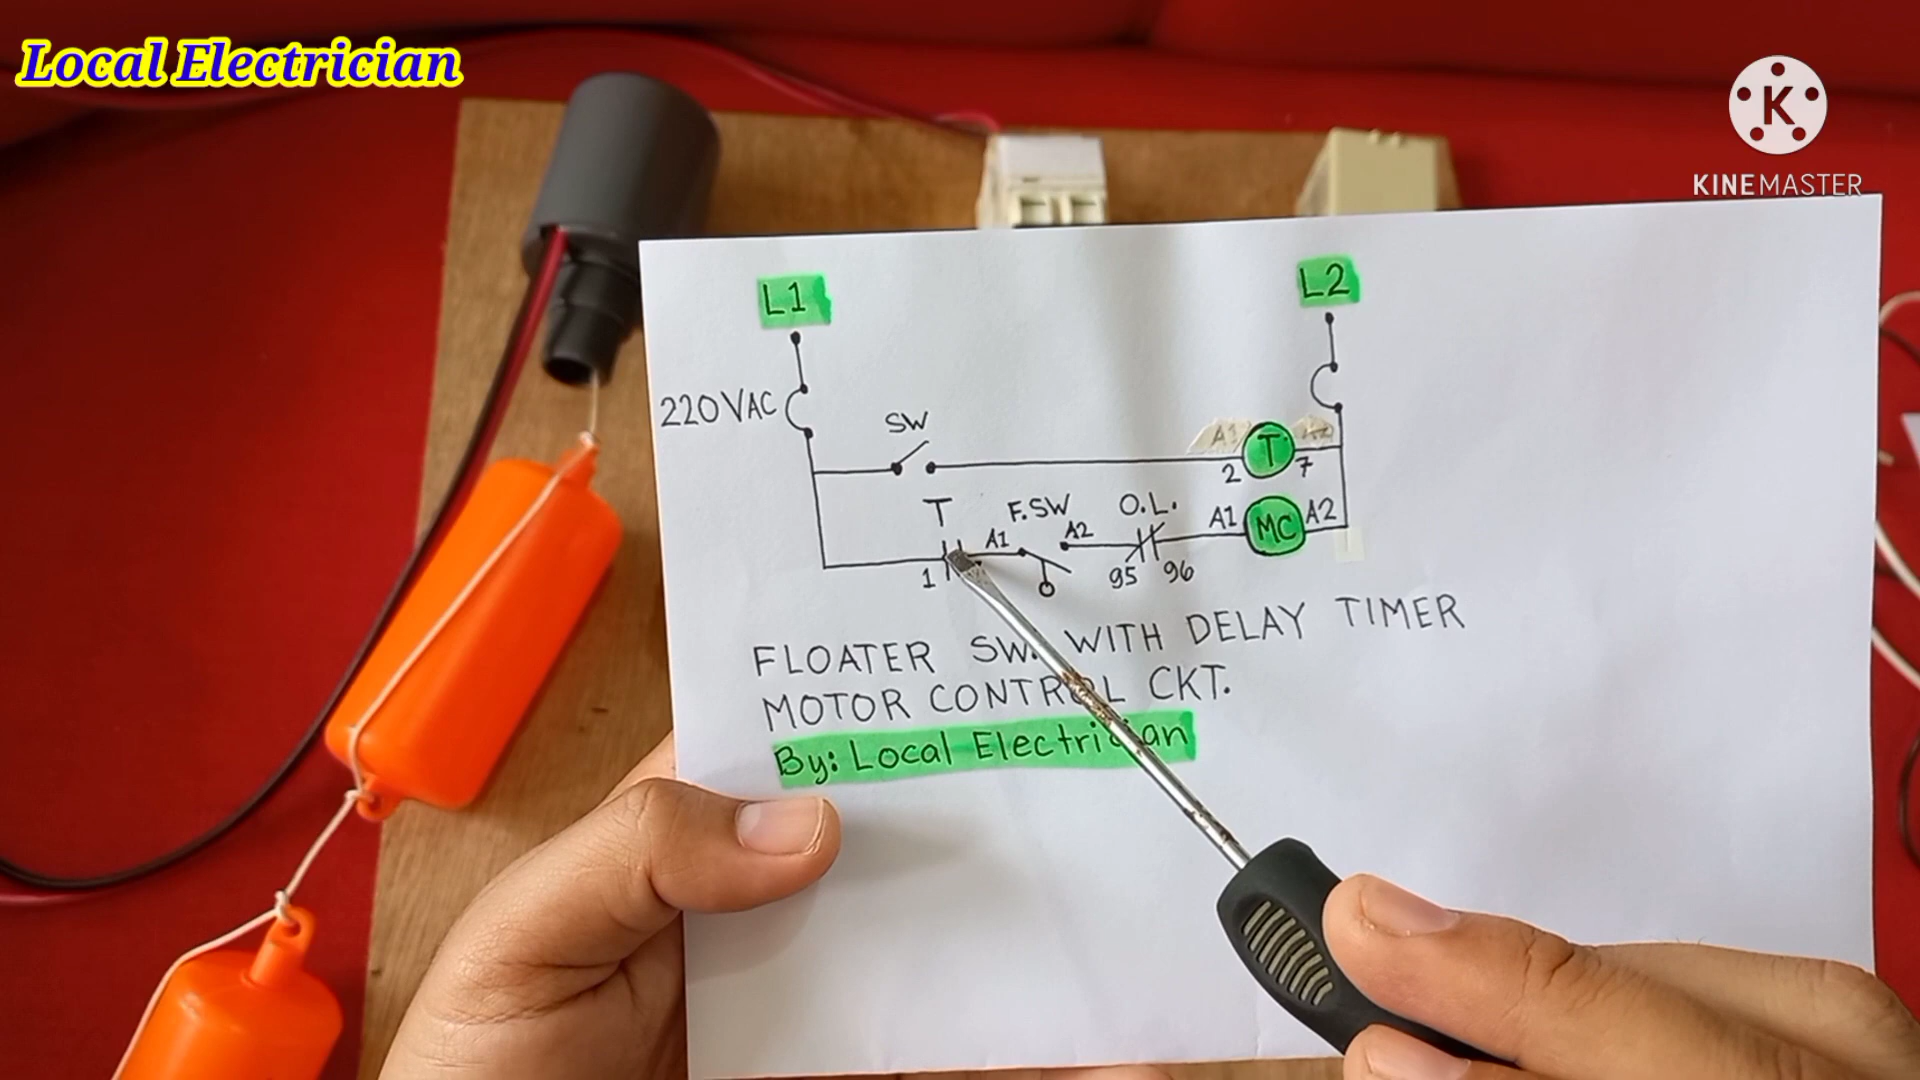 Local Electrician
K
KINEMASTER
L1
L2
220VAC
SW
A1 T
2 7
T
F.SW
O.L.
A1
A2
A1 MC A2
1
95 96
FLOATER SW. WITH DELAY TIMER
MOTOR CONTROL CKT.
By: Local Electrician